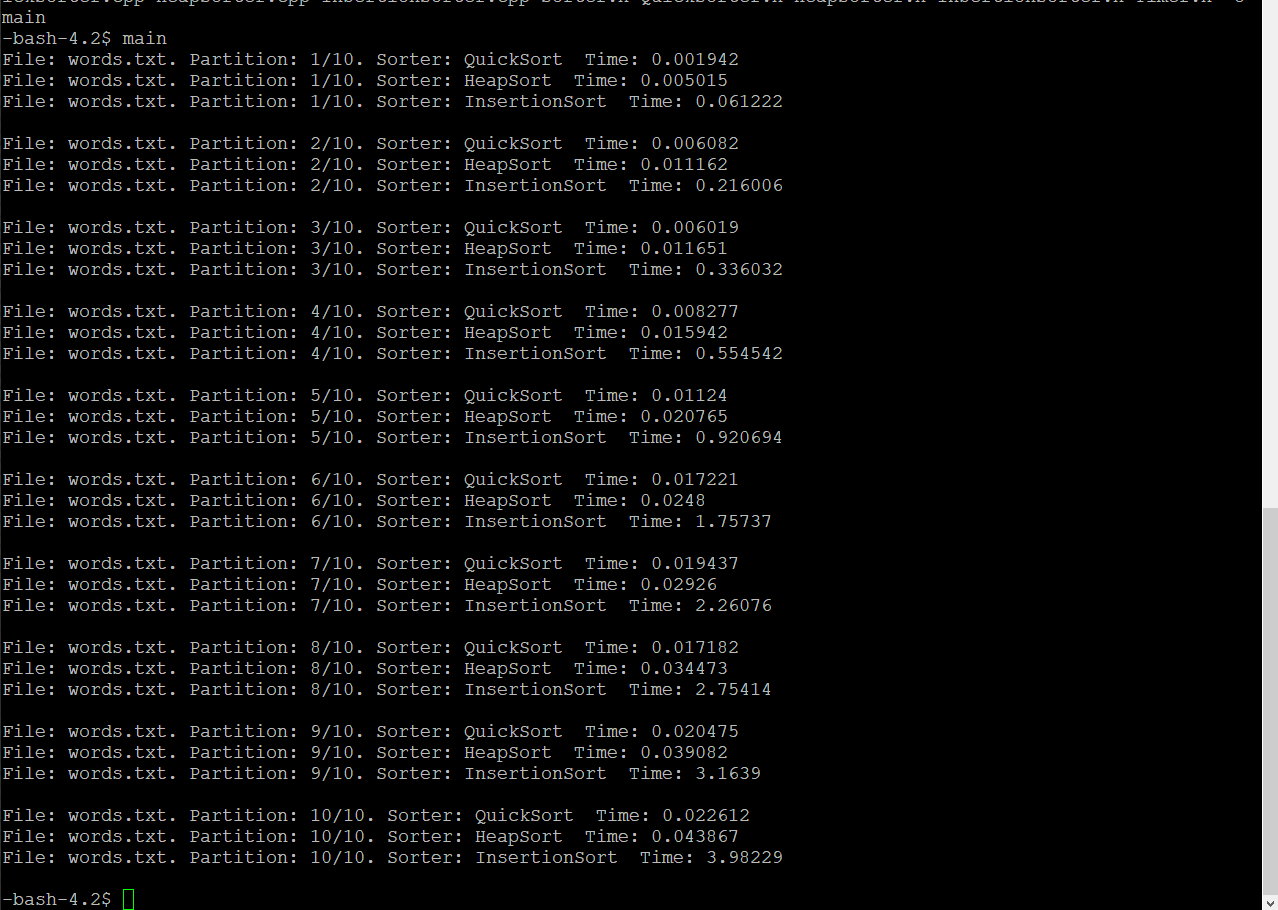 main
-bash-4.2$ main
File: words.txt. Partition: 1/10. Sorter: QuickSort  Time: 0.001942
File: words.txt. Partition: 1/10. Sorter: HeapSort  Time: 0.005015
File: words.txt. Partition: 1/10. Sorter: InsertionSort  Time: 0.061222
File: words.txt. Partition: 2/10. Sorter: QuickSort  Time: 0.006082
File: words.txt. Partition: 2/10. Sorter: HeapSort  Time: 0.011162
File: words.txt. Partition: 2/10. Sorter: InsertionSort  Time: 0.216006
File: words.txt. Partition: 3/10. Sorter: QuickSort  Time: 0.006019
File: words.txt. Partition: 3/10. Sorter: HeapSort  Time: 0.011651
File: words.txt. Partition: 3/10. Sorter: InsertionSort  Time: 0.336032
File: words.txt. Partition: 4/10. Sorter: QuickSort  Time: 0.008277
File: words.txt. Partition: 4/10. Sorter: HeapSort  Time: 0.015942
File: words.txt. Partition: 4/10. Sorter: InsertionSort  Time: 0.554542
File: words.txt. Partition: 5/10. Sorter: QuickSort  Time: 0.01124
File: words.txt. Partition: 5/10. Sorter: HeapSort  Time: 0.020765
File: words.txt. Partition: 5/10. Sorter: InsertionSort  Time: 0.920694
File: words.txt. Partition: 6/10. Sorter: QuickSort  Time: 0.017221
File: words.txt. Partition: 6/10. Sorter: HeapSort  Time: 0.0248
File: words.txt. Partition: 6/10. Sorter: InsertionSort  Time: 1.75737
File: words.txt. Partition: 7/10. Sorter: QuickSort  Time: 0.019437
File: words.txt. Partition: 7/10. Sorter: HeapSort  Time: 0.02926
File: words.txt. Partition: 7/10. Sorter: InsertionSort  Time: 2.26076
File: words.txt. Partition: 8/10. Sorter: QuickSort  Time: 0.017182
File: words.txt. Partition: 8/10. Sorter: HeapSort  Time: 0.034473
File: words.txt. Partition: 8/10. Sorter: InsertionSort  Time: 2.75414
File: words.txt. Partition: 9/10. Sorter: QuickSort  Time: 0.020475
File: words.txt. Partition: 9/10. Sorter: HeapSort  Time: 0.039082
File: words.txt. Partition: 9/10. Sorter: InsertionSort  Time: 3.1639
File: words.txt. Partition: 10/10. Sorter: QuickSort  Time: 0.022612
File: words.txt. Partition: 10/10. Sorter: HeapSort  Time: 0.043867
File: words.txt. Partition: 10/10. Sorter: InsertionSort  Time: 3.98229
-bash-4.2$